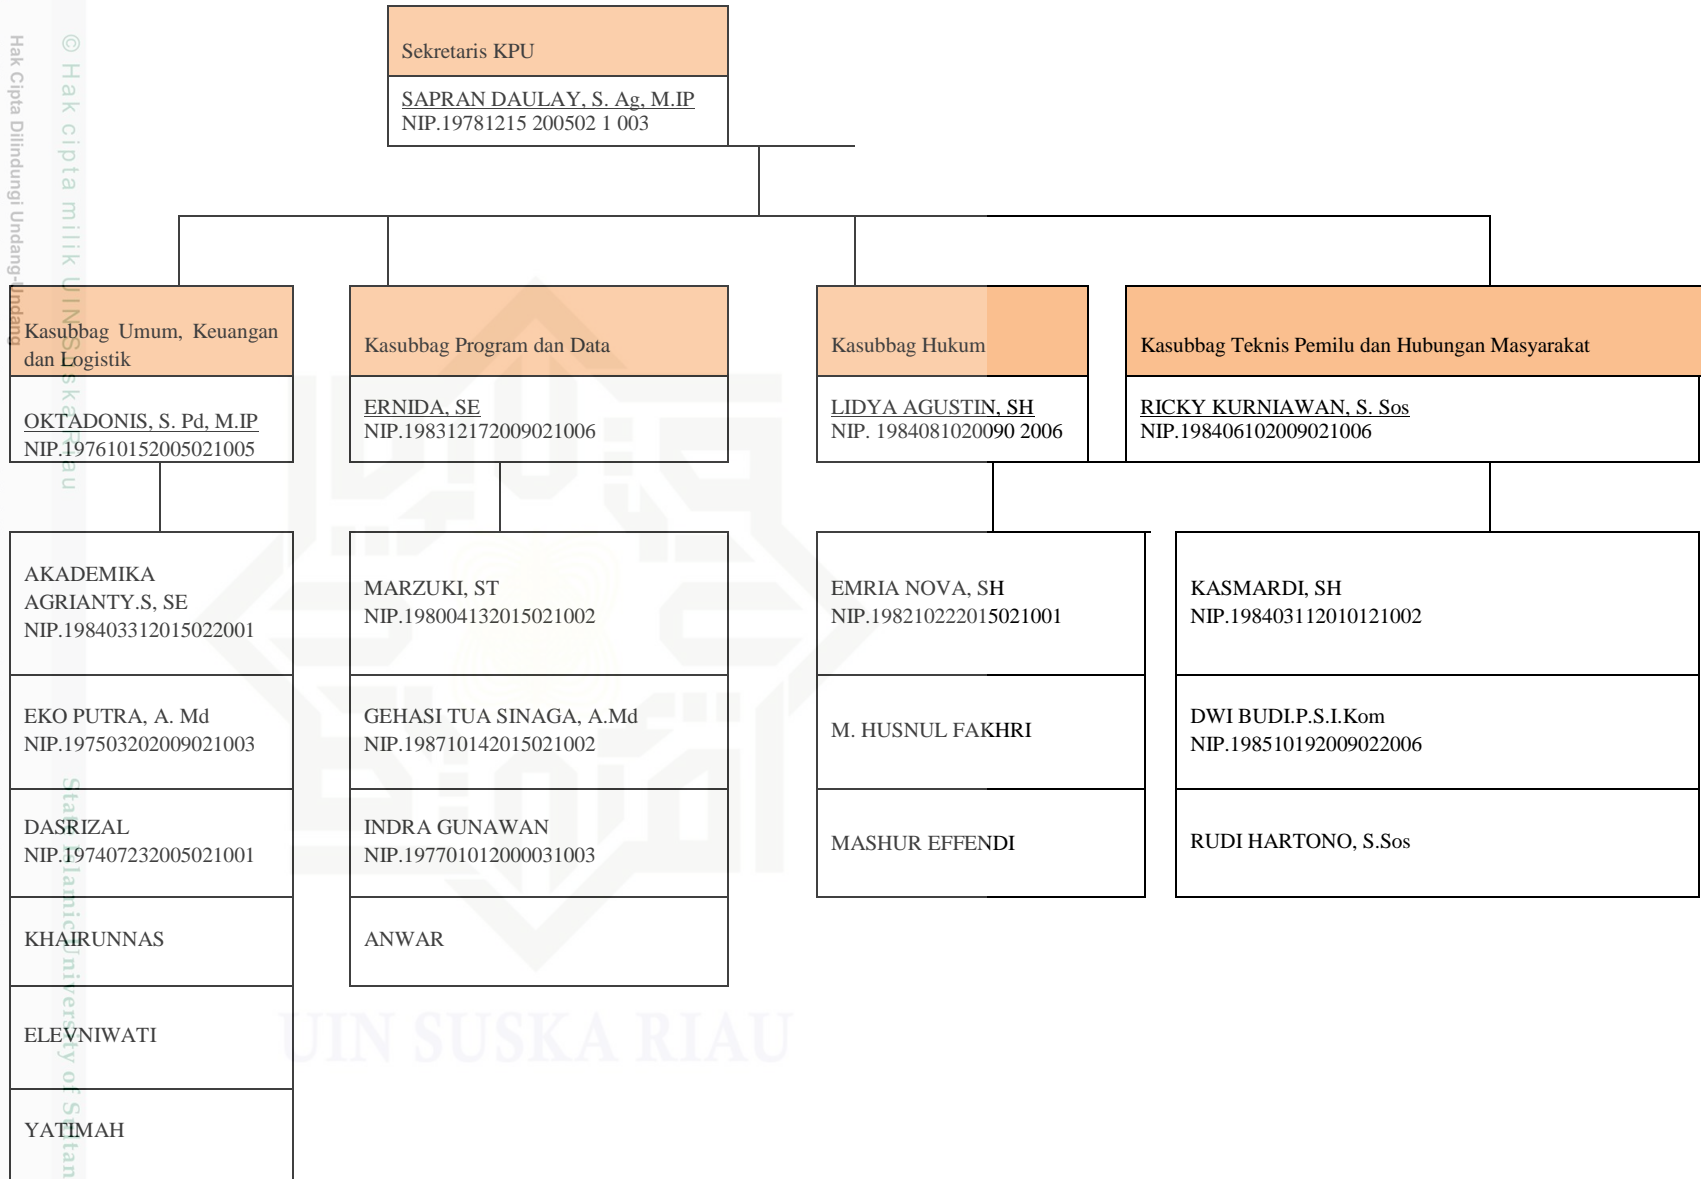 Sekretaris KPU
SAPRAN DAULAY, S. Ag, M.IP
NIP.19781215 200502 1 003
Kasubbag Umum, Keuangan
dan Logistik
OKTADONIS, S. Pd, M.IP
NIP.197610152005021005
Kasubbag Program dan Data
ERNIDA, SE
NIP.198312172009021006
Kasubbag Hukum
LIDYA AGUSTIN, SH
NIP. 1984081020090 2006
Kasubbag Teknis Pemilu dan Hubungan Masyarakat
RICKY KURNIAWAN, S. Sos
NIP.198406102009021006
AKADEMIKA
AGRIANTY.S, SE
NIP.198403312015022001
EKO PUTRA, A. Md
NIP.197503202009021003
DASRIZAL
NIP.197407232005021001
KHAIRUNNAS
ELEVNIWATI
YATIMAH
MARZUKI, ST
NIP.198004132015021002
GEHASI TUA SINAGA, A.Md
NIP.198710142015021002
INDRA GUNAWAN
NIP.197701012000031003
ANWAR
EMRIA NOVA, SH
NIP.198210222015021001
M. HUSNUL FAKHRI
MASHUR EFFENDI
KASMARDI, SH
NIP.198403112010121002
DWI BUDI.P.S.I.Kom
NIP.198510192009022006
RUDI HARTONO, S.Sos
Hak Cipta Dilindungi Undang-Undang
© Hak cipta milik UIN Suska Riau
State Islamic University of Sultan
UIN SUSKA RIAU